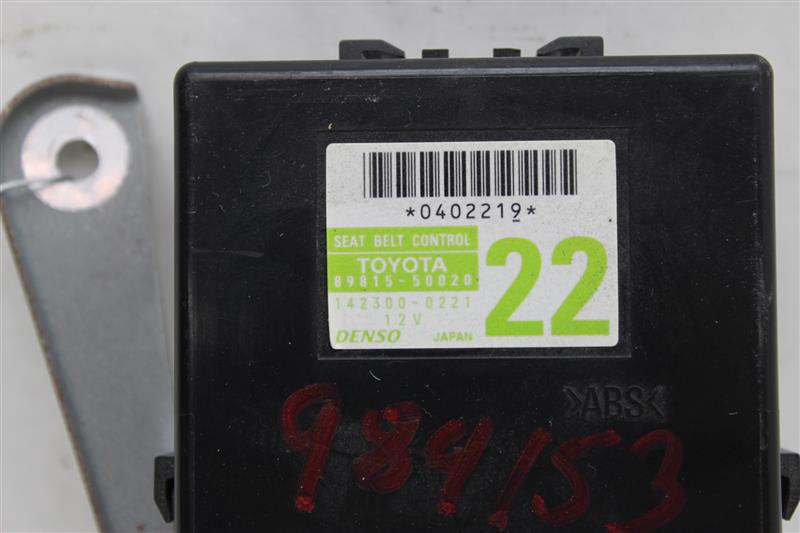 *0402219*
SEAT BELT CONTROL
TOYOTA
89815-50020
142300-0221
12V
DENSO JAPAN
22
>ABS<
984153